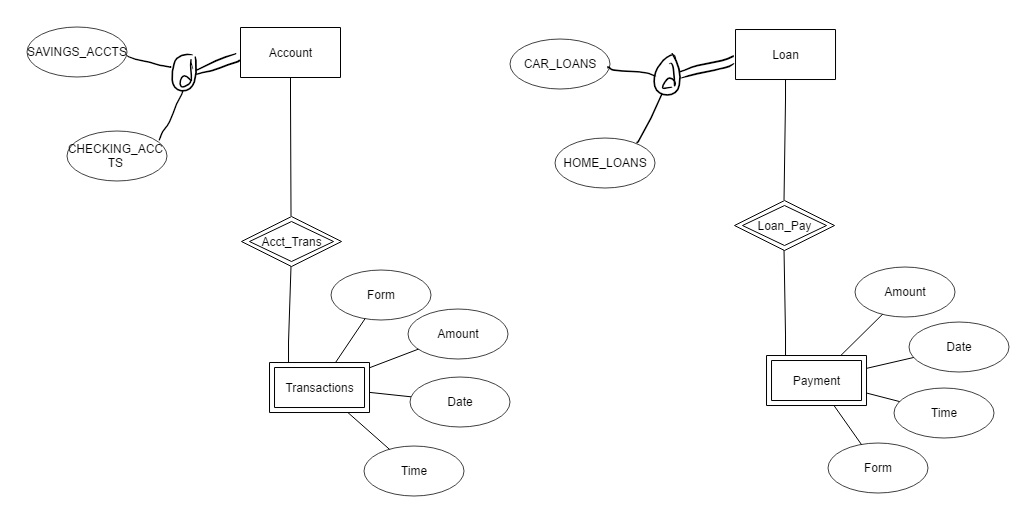 SAVINGS_ACCTS
d
Account
CHECKING_ACC
TS
Acct_Trans
Form
Amount
Transactions
Date
Time
CAR_LOANS
d
Loan
HOME_LOANS
Loan_Pay
Amount
Date
Payment
Time
Form